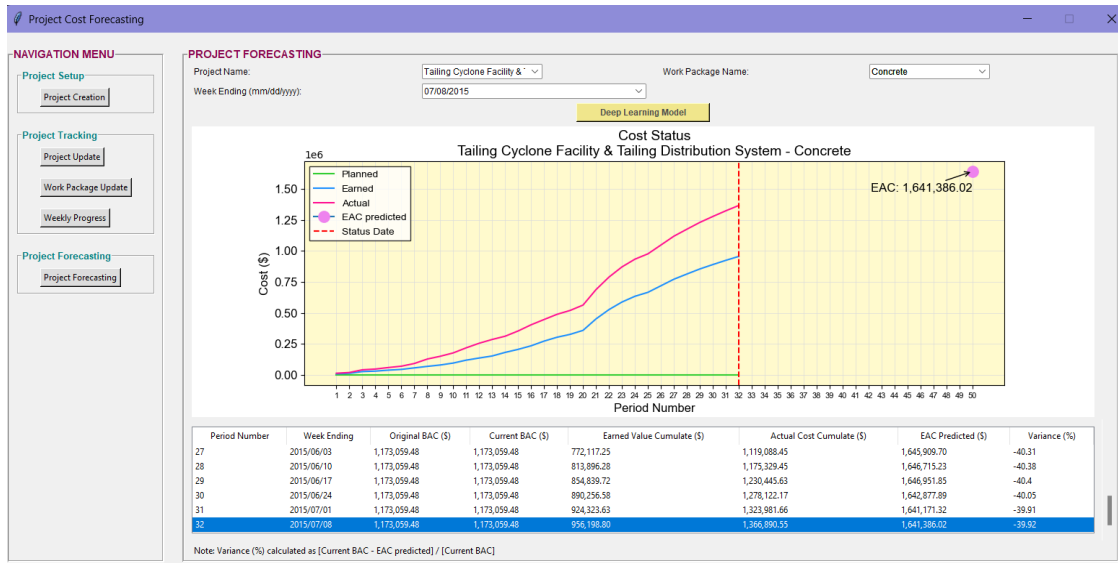 Project Cost Forecasting
NAVIGATION MENU
Project Setup
Project Creation
Project Tracking
Project Update
Work Package Update
Weekly Progress
Project Forecasting
Project Forecasting
PROJECT FORECASTING
Project Name: Tailing Cyclone Facility & Work Package Name: Concrete
Week Ending (mm/dd/yyyy): 07/08/2015
Deep Learning Model
Cost Status
Tailing Cyclone Facility & Tailing Distribution System - Concrete
1e6
Planned
Earned
Actual
EAC predicted
Status Date
EAC: 1,641,386.02
1.50
1.25
1.00
0.75
0.50
0.25
0.00
Cost ($)
1 2 3 4 5 6 7 8 9 10 11 12 13 14 15 16 17 18 19 20 21 22 23 24 25 26 27 28 29 30 31 32 33 34 35 36 37 38 39 40 41 42 43 44 45 46 47 48 49 50
Period Number
Period Number Week Ending Original BAC ($) Current BAC ($) Earned Value Cumulate ($) Actual Cost Cumulate ($) EAC Predicted ($) Variance (%)
27 2015/06/03 1,173,059.48 1,173,059.48 772,117.25 1,119,088.45 1,645,909.70 -40.31
28 2015/06/10 1,173,059.48 1,173,059.48 813,896.28 1,175,329.45 1,646,715.23 -40.38
29 2015/06/17 1,173,059.48 1,173,059.48 854,839.72 1,230,445.63 1,646,951.85 -40.4
30 2015/06/24 1,173,059.48 1,173,059.48 890,256.58 1,278,122.17 1,642,877.89 -40.05
31 2015/07/01 1,173,059.48 1,173,059.48 924,323.63 1,323,981.66 1,641,171.32 -39.91
32 2015/07/08 1,173,059.48 1,173,059.48 956,198.80 1,366,890.55 1,641,386.02 -39.92
Note: Variance (%) calculated as [Current BAC - EAC predicted] / [Current BAC]